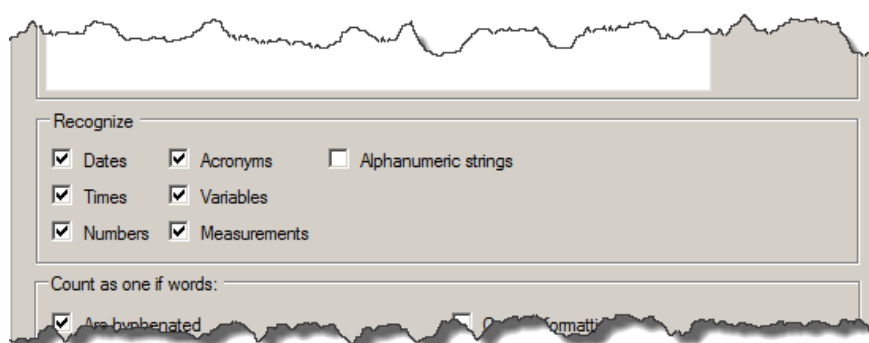 Recognize
Dates Acronyms Alphanumeric strings
Times Variables
Numbers Measurements
Count as one if words:
Are hyphenated